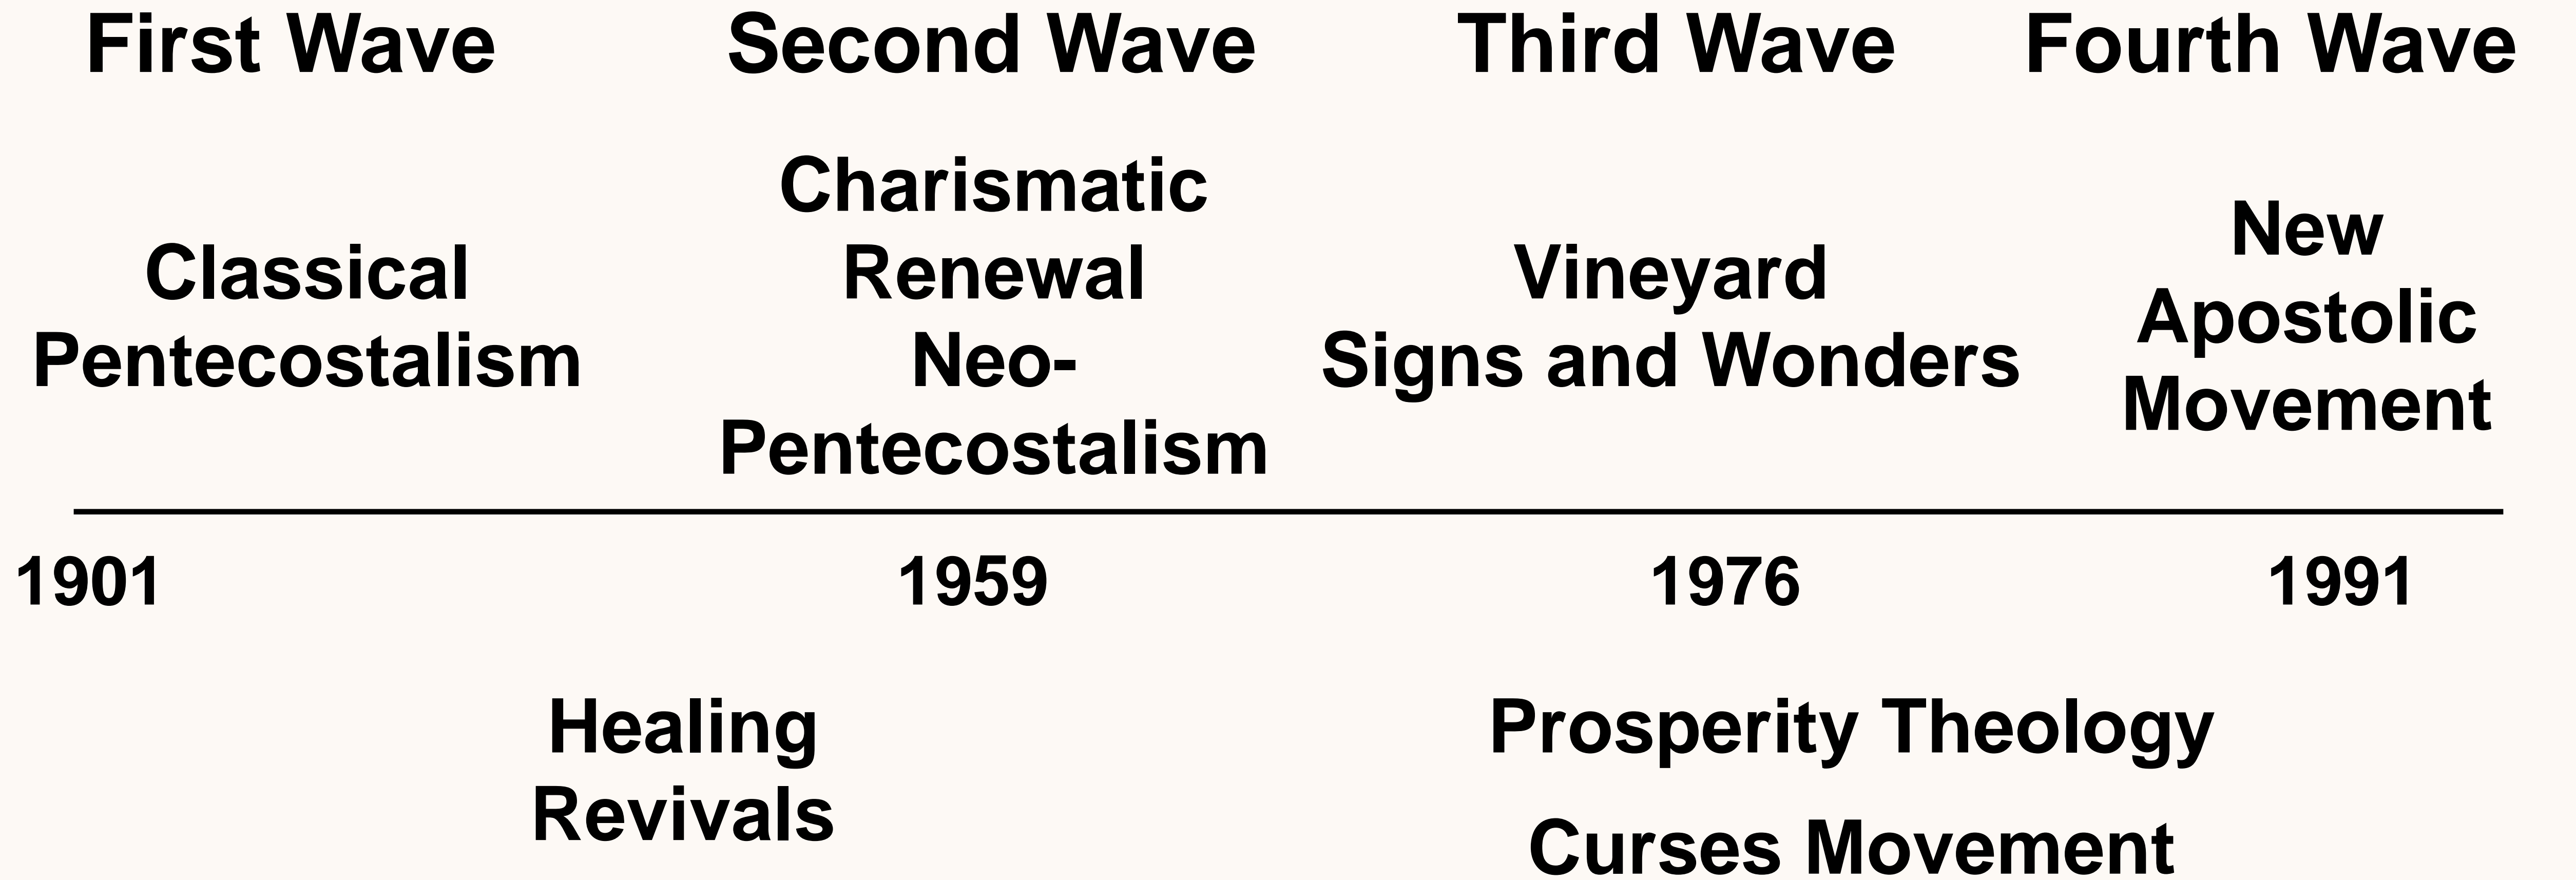 First Wave
Second Wave
Third Wave
Fourth Wave
Classical
Pentecostalism
Charismatic
Renewal
Neo-
Pentecostalism
Vineyard
Signs and Wonders
New
Apostolic
Movement
1901
1959
1976
1991
Healing
Revivals
Prosperity Theology
Curses Movement